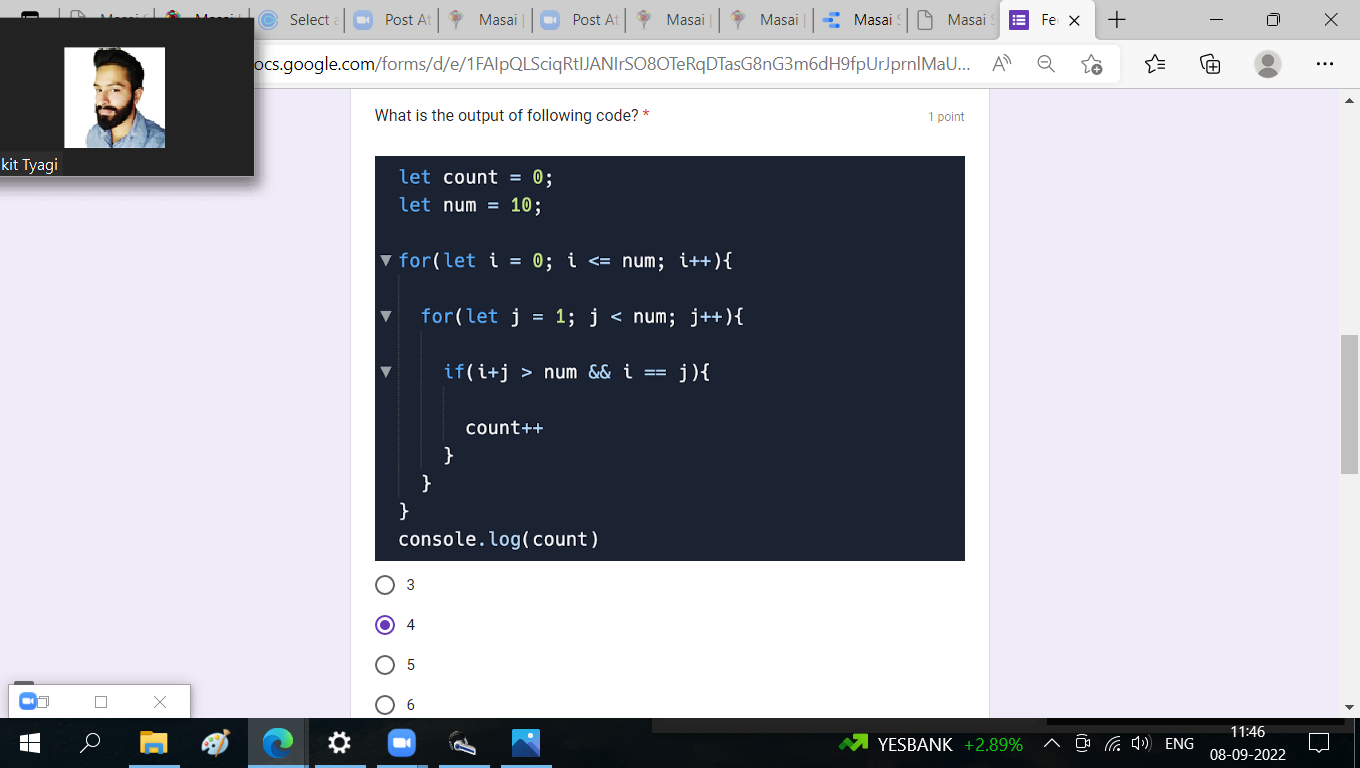 Select
Post At
Masai
Post At
Masai
Masai
Masai
Masai
Fe
ocs.google.com/forms/d/e/1FAIpQLSciqRtIJANIrSO8OTeRqDTasG8nG3m6dH9fpUrJprnlMaU...
kit Tyagi
What is the output of following code? *
1 point
let count = 0;
let num = 10;
for(let i = 0; i <= num; i++){
for(let j = 1; j < num; j++){
if(i+j > num && i == j){
count++
}
}
}
console.log(count)
3
4
5
6
YESBANK +2.89%
ENG
11:46
08-09-2022